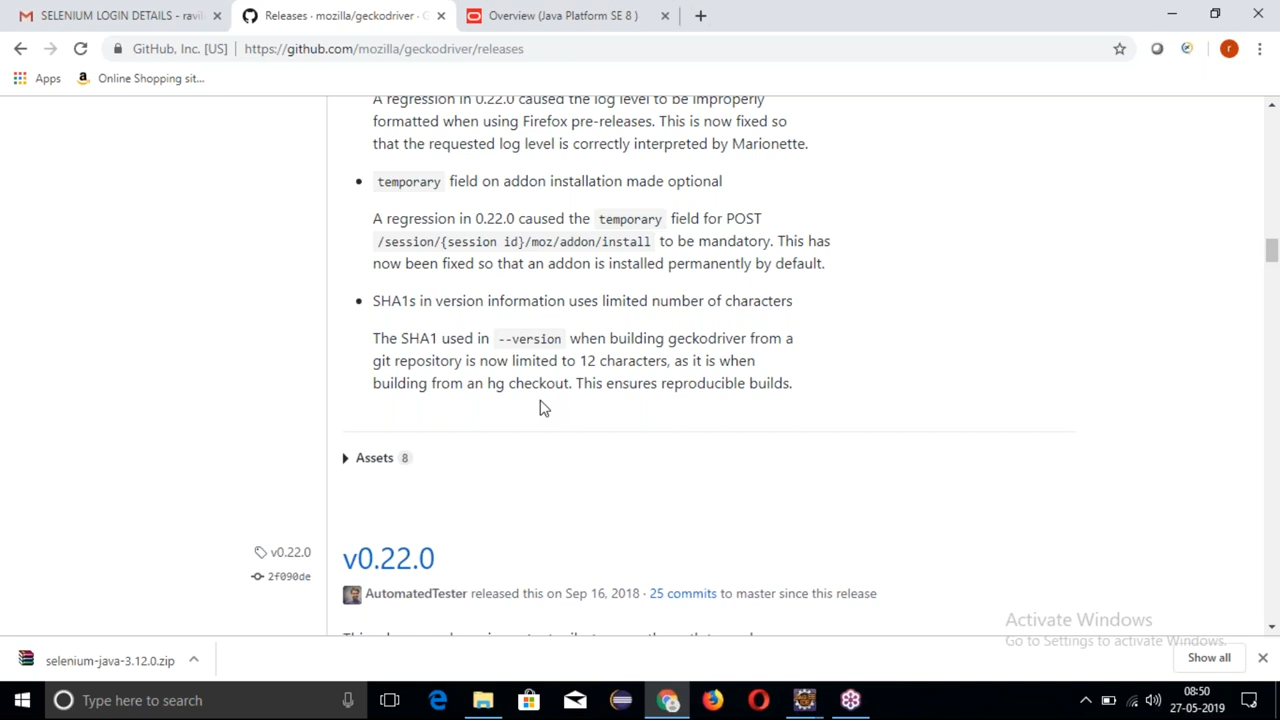 SELENIUM LOGIN DETAILS - ravil
Releases · mozilla/geckodriver · G
Overview (Java Platform SE 8 )
GitHub, Inc. [US]
https://github.com/mozilla/geckodriver/releases
Apps
Online Shopping sit...
A regression in 0.22.0 caused the log level to be improperly
formatted when using Firefox pre-releases. This is now fixed so
that the requested log level is correctly interpreted by Marionette.
temporary field on addon installation made optional
A regression in 0.22.0 caused the temporary field for POST
/session/{session id}/moz/addon/install to be mandatory. This has
now been fixed so that an addon is installed permanently by default.
SHA1s in version information uses limited number of characters
The SHA1 used in --version when building geckodriver from a
git repository is now limited to 12 characters, as it is when
building from an hg checkout. This ensures reproducible builds.
Assets 8
v0.22.0
2f090de
v0.22.0
AutomatedTester released this on Sep 16, 2018 · 25 commits to master since this release
Activate Windows
Go to Settings to activate Windows.
selenium-java-3.12.0.zip
Show all
Type here to search
08:50
27-05-2019